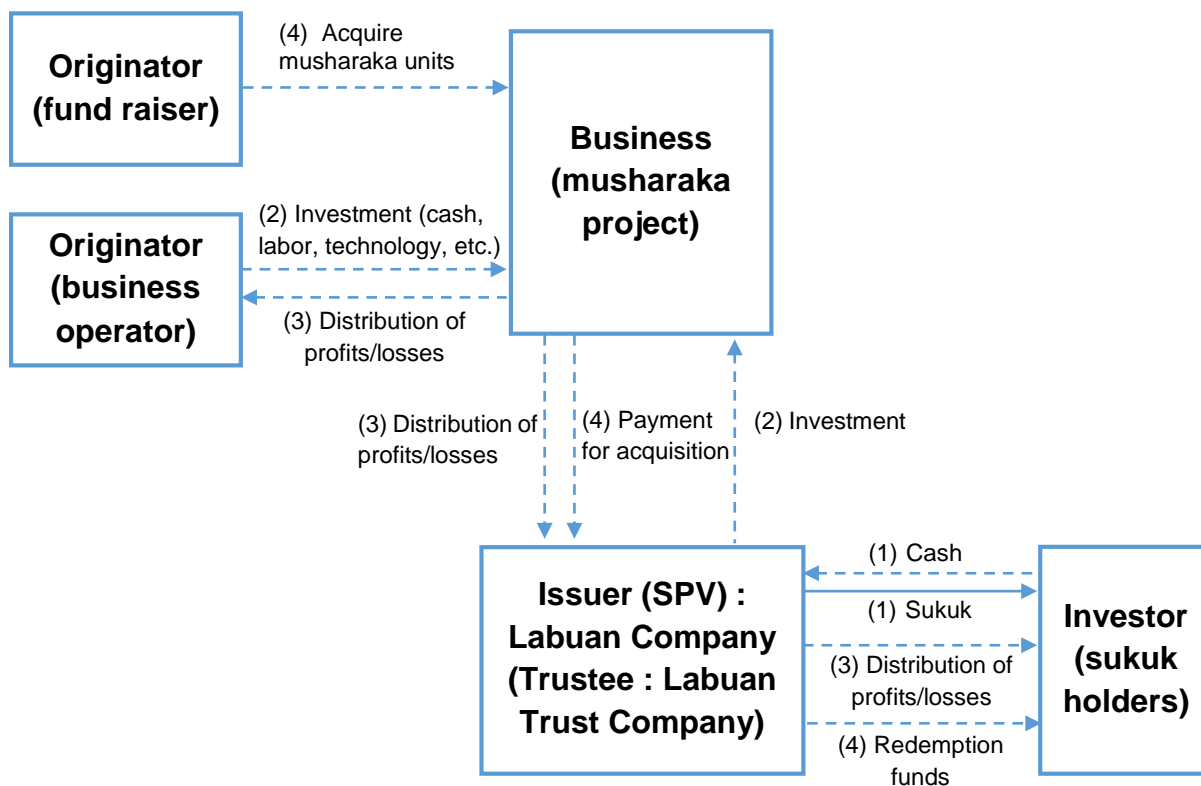 Originator
(fund raiser)
(4) Acquire
musharaka units
Business
(musharaka
project)
Originator
(business
operator)
(2) Investment (cash,
labor, technology, etc.)
(3) Distribution of
profits/losses
(3) Distribution of
profits/losses
(4) Payment
for acquisition
(2) Investment
Issuer (SPV) :
Labuan Company
(Trustee : Labuan
Trust Company)
(1) Cash
(1) Sukuk
(3) Distribution of
profits/losses
(4) Redemption
funds
Investor
(sukuk
holders)